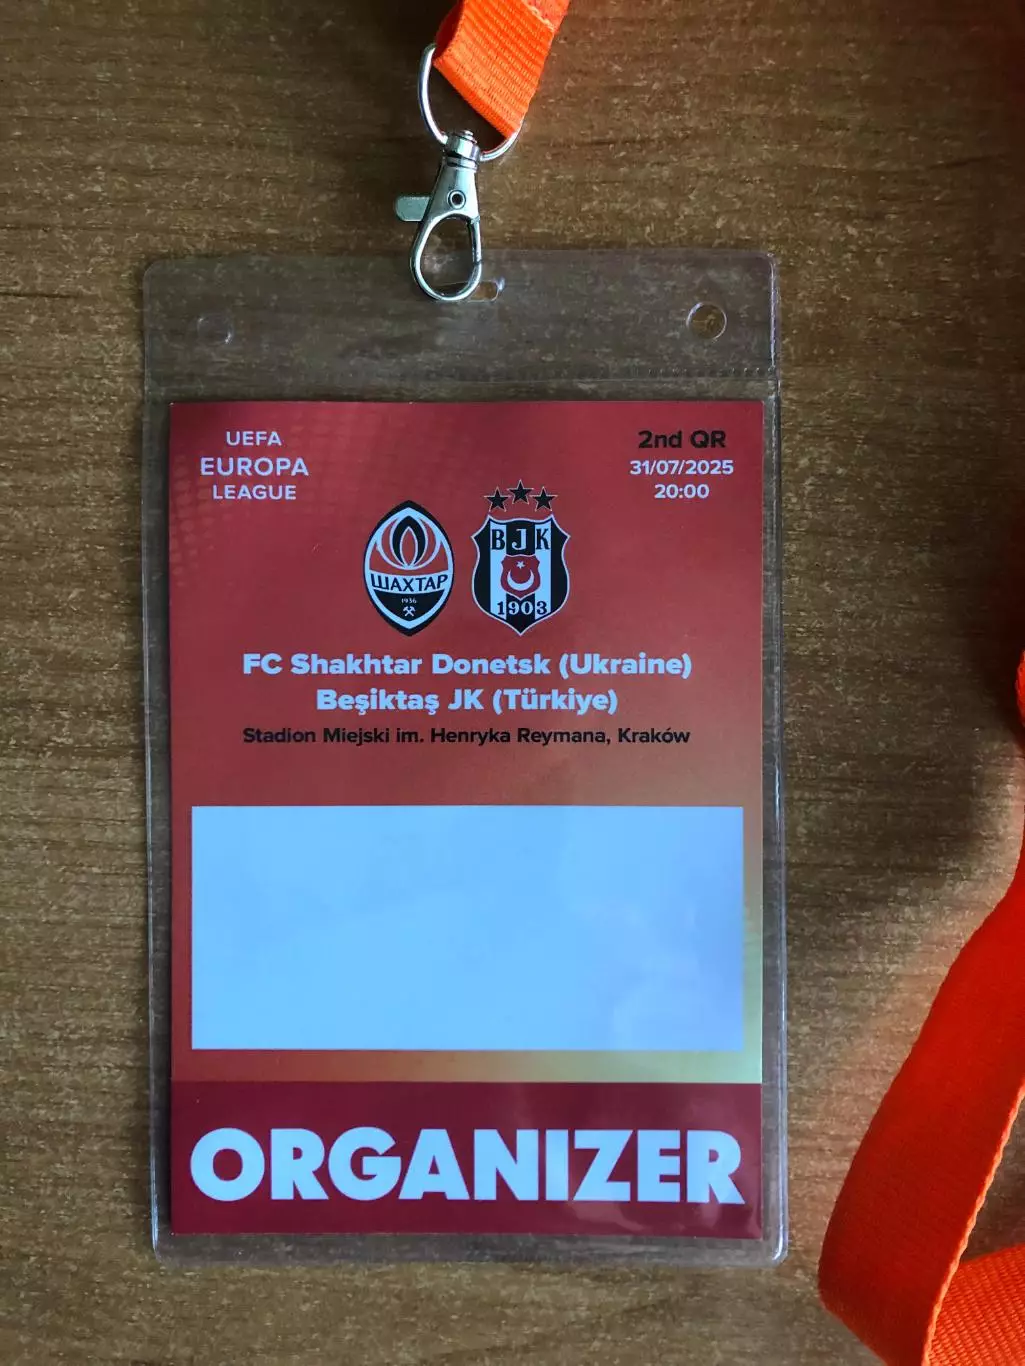 UEFA
EUROPA
LEAGUE
2nd QR
31/07/2025
20:00
ШАХТАР
1936
BJK
1903
FC Shakhtar Donetsk (Ukraine)
Beşiktaş JK (Türkiye)
Stadion Miejski im. Henryka Reymana, Kraków
ORGANIZER